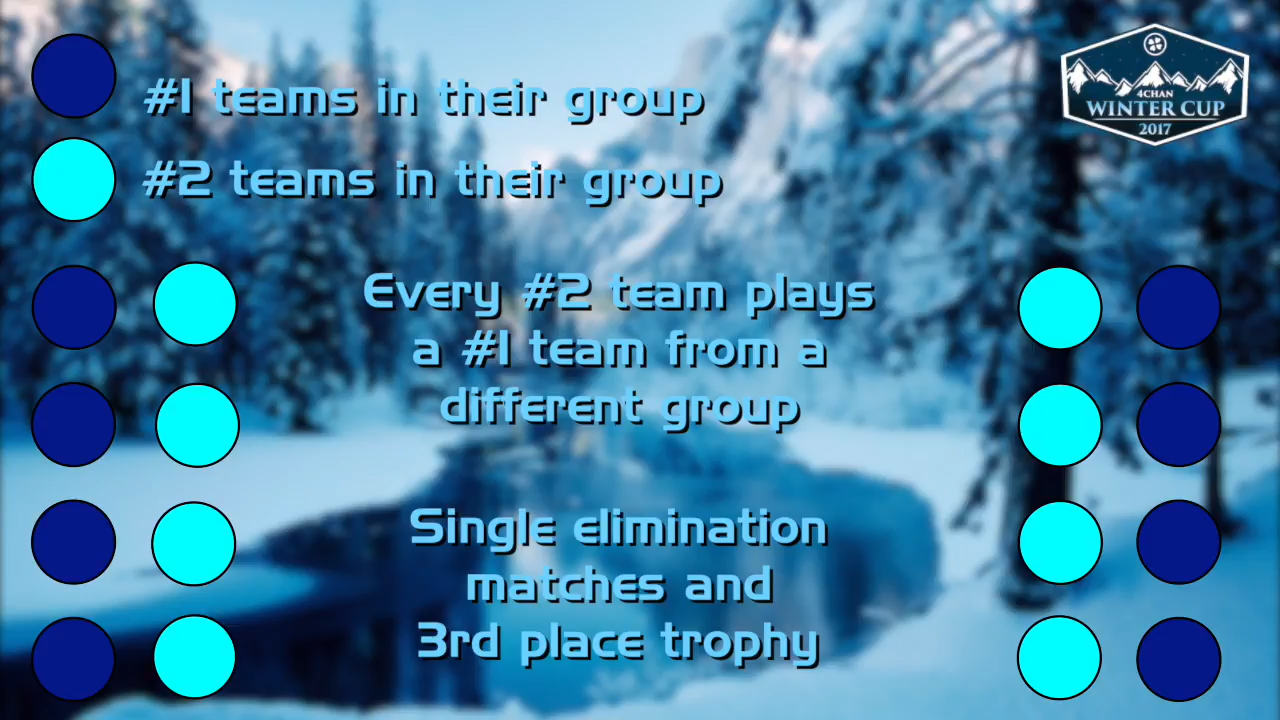 #1 teams in their group
4CHAN
WINTER CUP
2017
#2 teams in their group
Every #2 team plays
a #1 team from a
different group
Single elimination
matches and
3rd place trophy